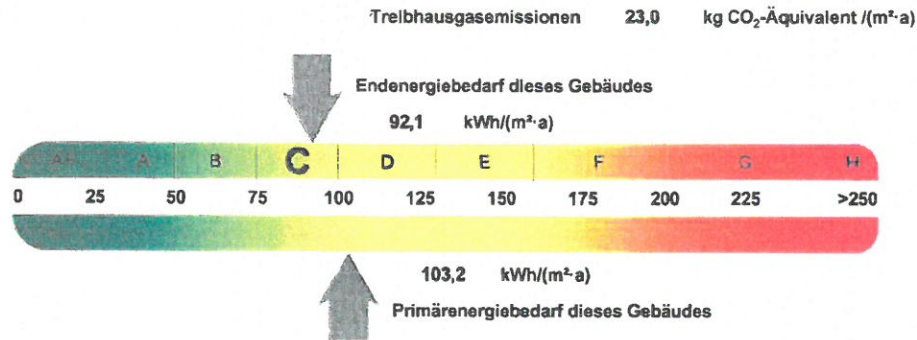 Treibhausgasemissionen 23,0 kg CO₂-Äquivalent /(m²·a)
Endenergiebedarf dieses Gebäudes
92,1 kWh/(m²·a)
A+ A B C D E F G H
0 25 50 75 100 125 150 175 200 225 >250
103,2 kWh/(m²·a)
Primärenergiebedarf dieses Gebäudes